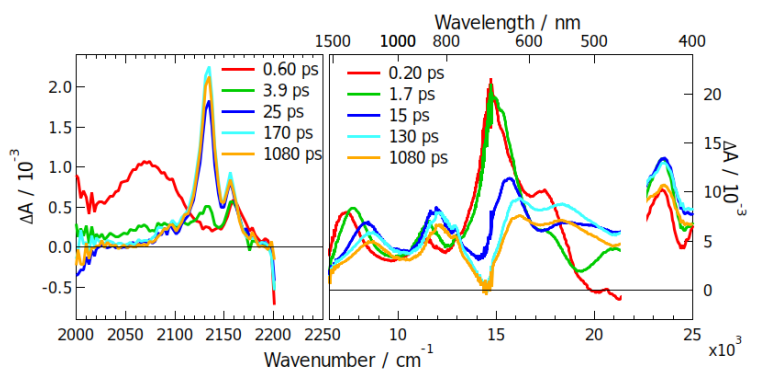 Wavelength / nm
1500 1000 800 600 500 400
2.0
1.5
1.0
0.5
0.0
-0.5
ΔA / 10⁻³
0.60 ps
3.9 ps
25 ps
170 ps
1080 ps
0.20 ps
1.7 ps
15 ps
130 ps
1080 ps
20
15
10
5
0
ΔA / 10⁻³
2000 2050 2100 2150 2200 2250
10 15 20 25
Wavenumber / cm⁻¹
x10³